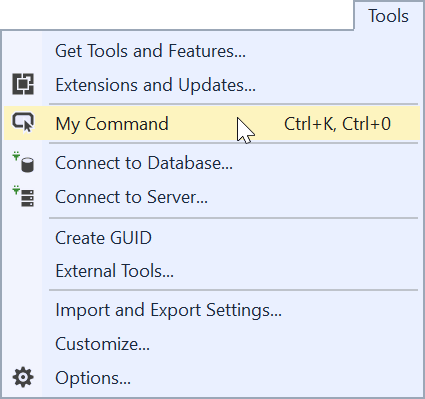 Tools
Get Tools and Features...
Extensions and Updates...
My Command Ctrl+K, Ctrl+0
Connect to Database...
Connect to Server...
Create GUID
External Tools...
Import and Export Settings...
Customize...
Options...